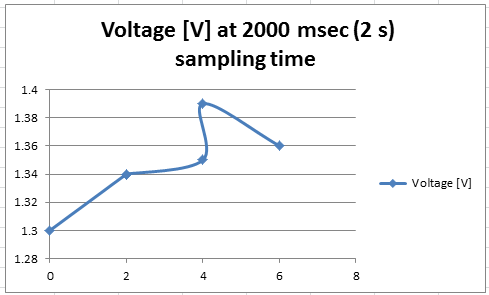 Voltage [V] at 2000 msec (2 s)
sampling time
1.4
1.38
1.36
1.34
1.32
1.3
1.28
0 2 4 6 8
Voltage [V]